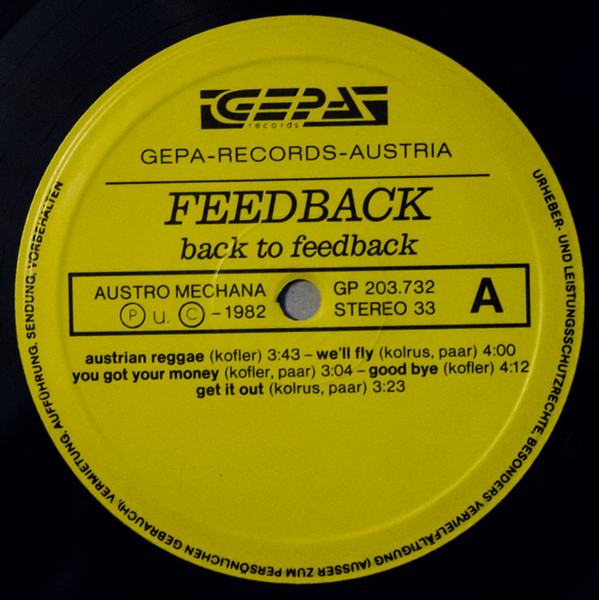 GEPA
records
GEPA-RECORDS-AUSTRIA
FEEDBACK
back to feedback
AUSTRO MECHANA
P u. C – 1982
GP 203.732
STEREO 33
A
austrian reggae (kofler) 3:43 – we'll fly (kolrus, paar) 4:00
you got your money (kofler, paar) 3:04 – good bye (kofler) 4:12
get it out (kolrus, paar) 3:23
URHEBER- UND LEISTUNGSSCHUTZRECHTE, BESONDERS VERVIELFÄLTIGUNG (AUSSER ZUM PERSÖNLICHEN GEBRAUCH), VERMIETUNG, AUFFÜHRUNG, SENDUNG, VORBEHALTEN